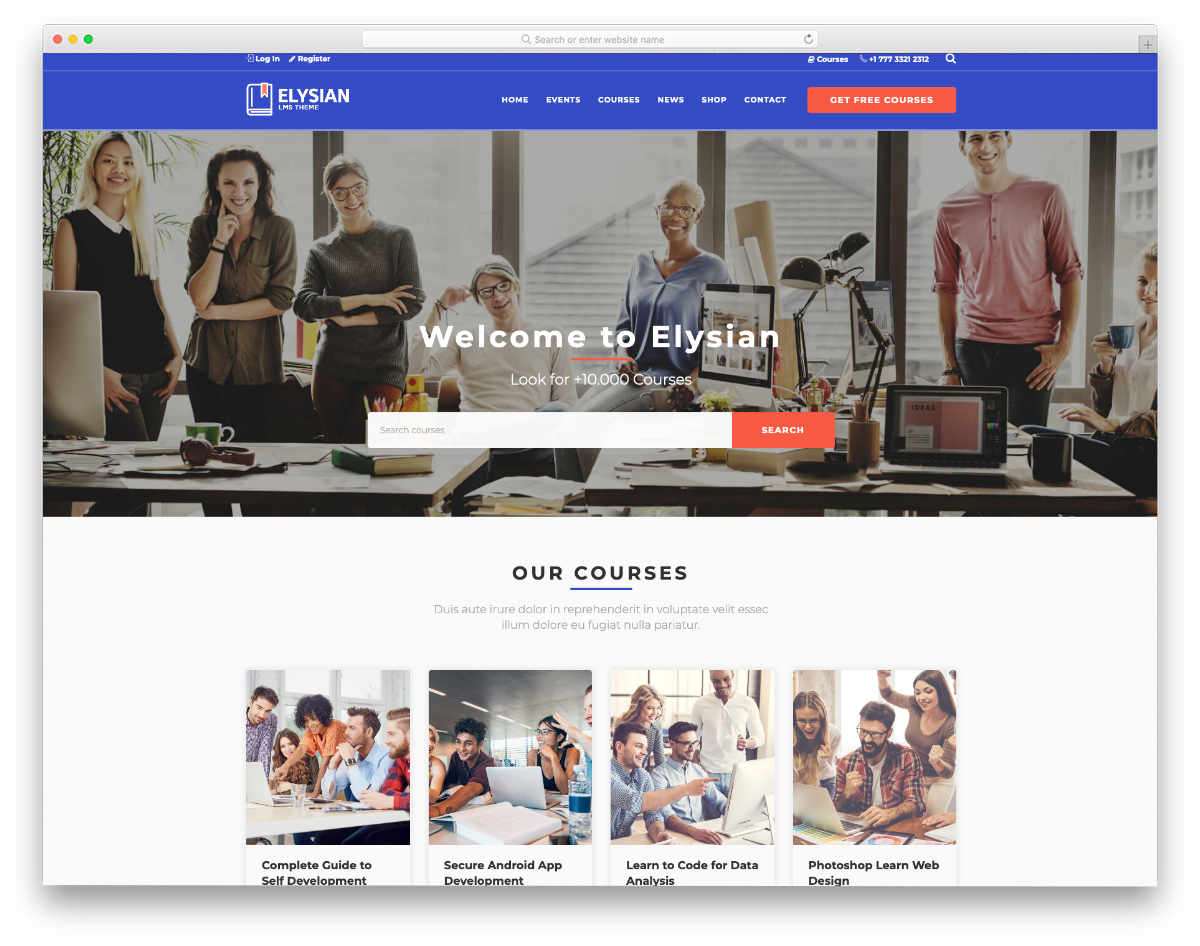 Search or enter website name
Log In Register
Courses +1 777 3321 2312
ELYSIAN
LMS THEME
HOME EVENTS COURSES NEWS SHOP CONTACT
GET FREE COURSES
Welcome to Elysian
Look for +10.000 Courses
Search courses
SEARCH
IDEAS
OUR COURSES
Duis aute irure dolor in reprehenderit in voluptate velit essec
illum dolore eu fugiat nulla pariatur.
Complete Guide to
Self Development
Secure Android App
Development
Learn to Code for Data
Analysis
Photoshop Learn Web
Design